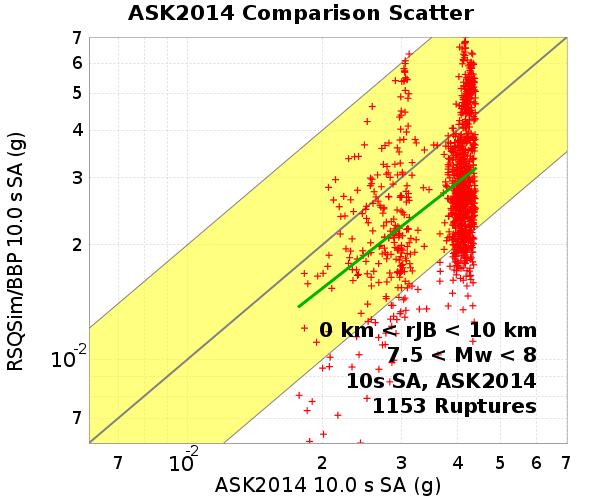 ASK2014 Comparison Scatter
RSQSim/BBP 10.0 s SA (g)
7
6
5
4
3
2
10-2
7
0 km < rJB < 10 km
7.5 < Mw < 8
10s SA, ASK2014
1153 Ruptures
7 10-2 2 3 4 5 6 7
ASK2014 10.0 s SA (g)